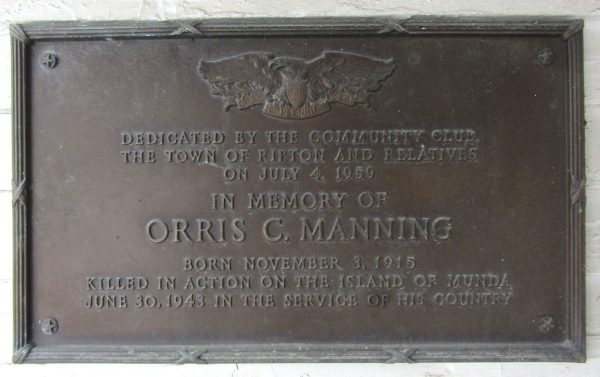 DEDICATED BY THE COMMUNITY CLUB,
THE TOWN OF RIPTON AND RELATIVES
ON JULY 4, 1959
IN MEMORY OF
ORRIS C. MANNING
BORN NOVEMBER 3, 1915
KILLED IN ACTION ON THE ISLAND OF MUNDA
JUNE 30, 1943 IN THE SERVICE OF HIS COUNTRY